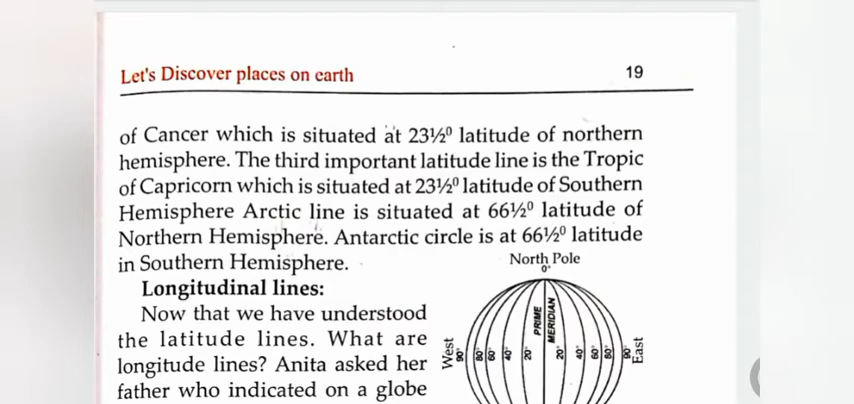 Let's Discover places on earth 19
of Cancer which is situated at 23½⁰ latitude of northern
hemisphere. The third important latitude line is the Tropic
of Capricorn which is situated at 23½⁰ latitude of Southern
Hemisphere Arctic line is situated at 66½⁰ latitude of
Northern Hemisphere. Antarctic circle is at 66½⁰ latitude
in Southern Hemisphere.
Longitudinal lines:
Now that we have understood
the latitude lines. What are
longitude lines? Anita asked her
father who indicated on a globe
North Pole
0°
PRIME
MERIDIAN
West
90° 80° 60° 40° 20° 20° 40° 60° 80° 90°
East